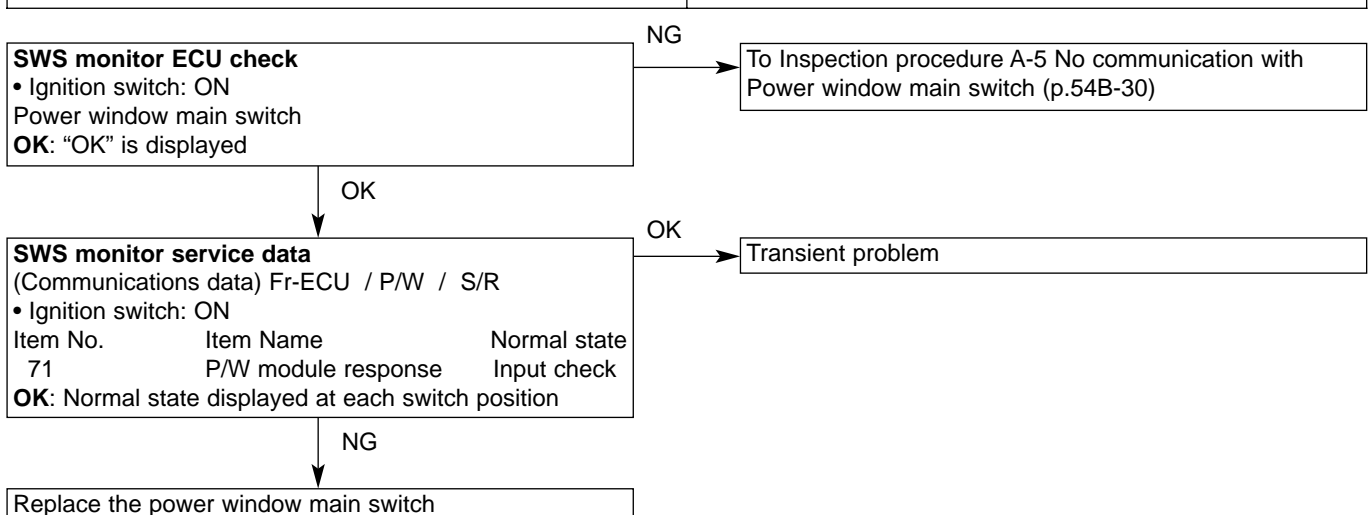 NG
SWS monitor ECU check
• Ignition switch: ON
Power window main switch
OK: “OK” is displayed
To Inspection procedure A-5 No communication with
Power window main switch (p.54B-30)
OK
OK
SWS monitor service data
(Communications data) Fr-ECU / P/W / S/R
• Ignition switch: ON
Item No. Item Name Normal state
71 P/W module response Input check
OK: Normal state displayed at each switch position
Transient problem
NG
Replace the power window main switch